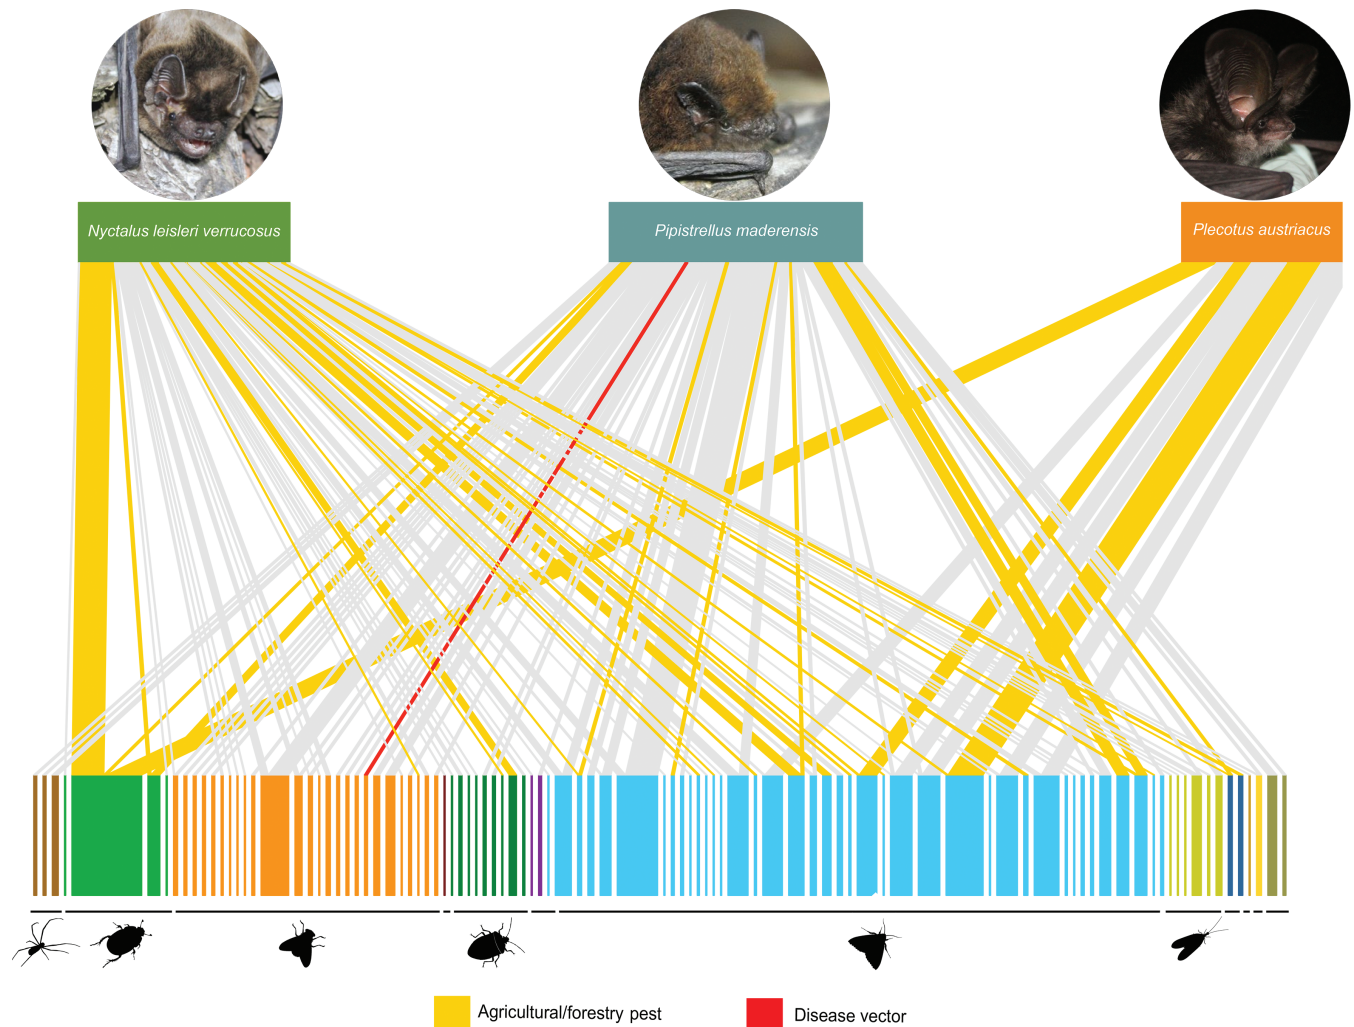 Nyctalus leisleri verrucosus
Pipistrellus maderensis
Plecotus austriacus
Agricultural/forestry pest
Disease vector